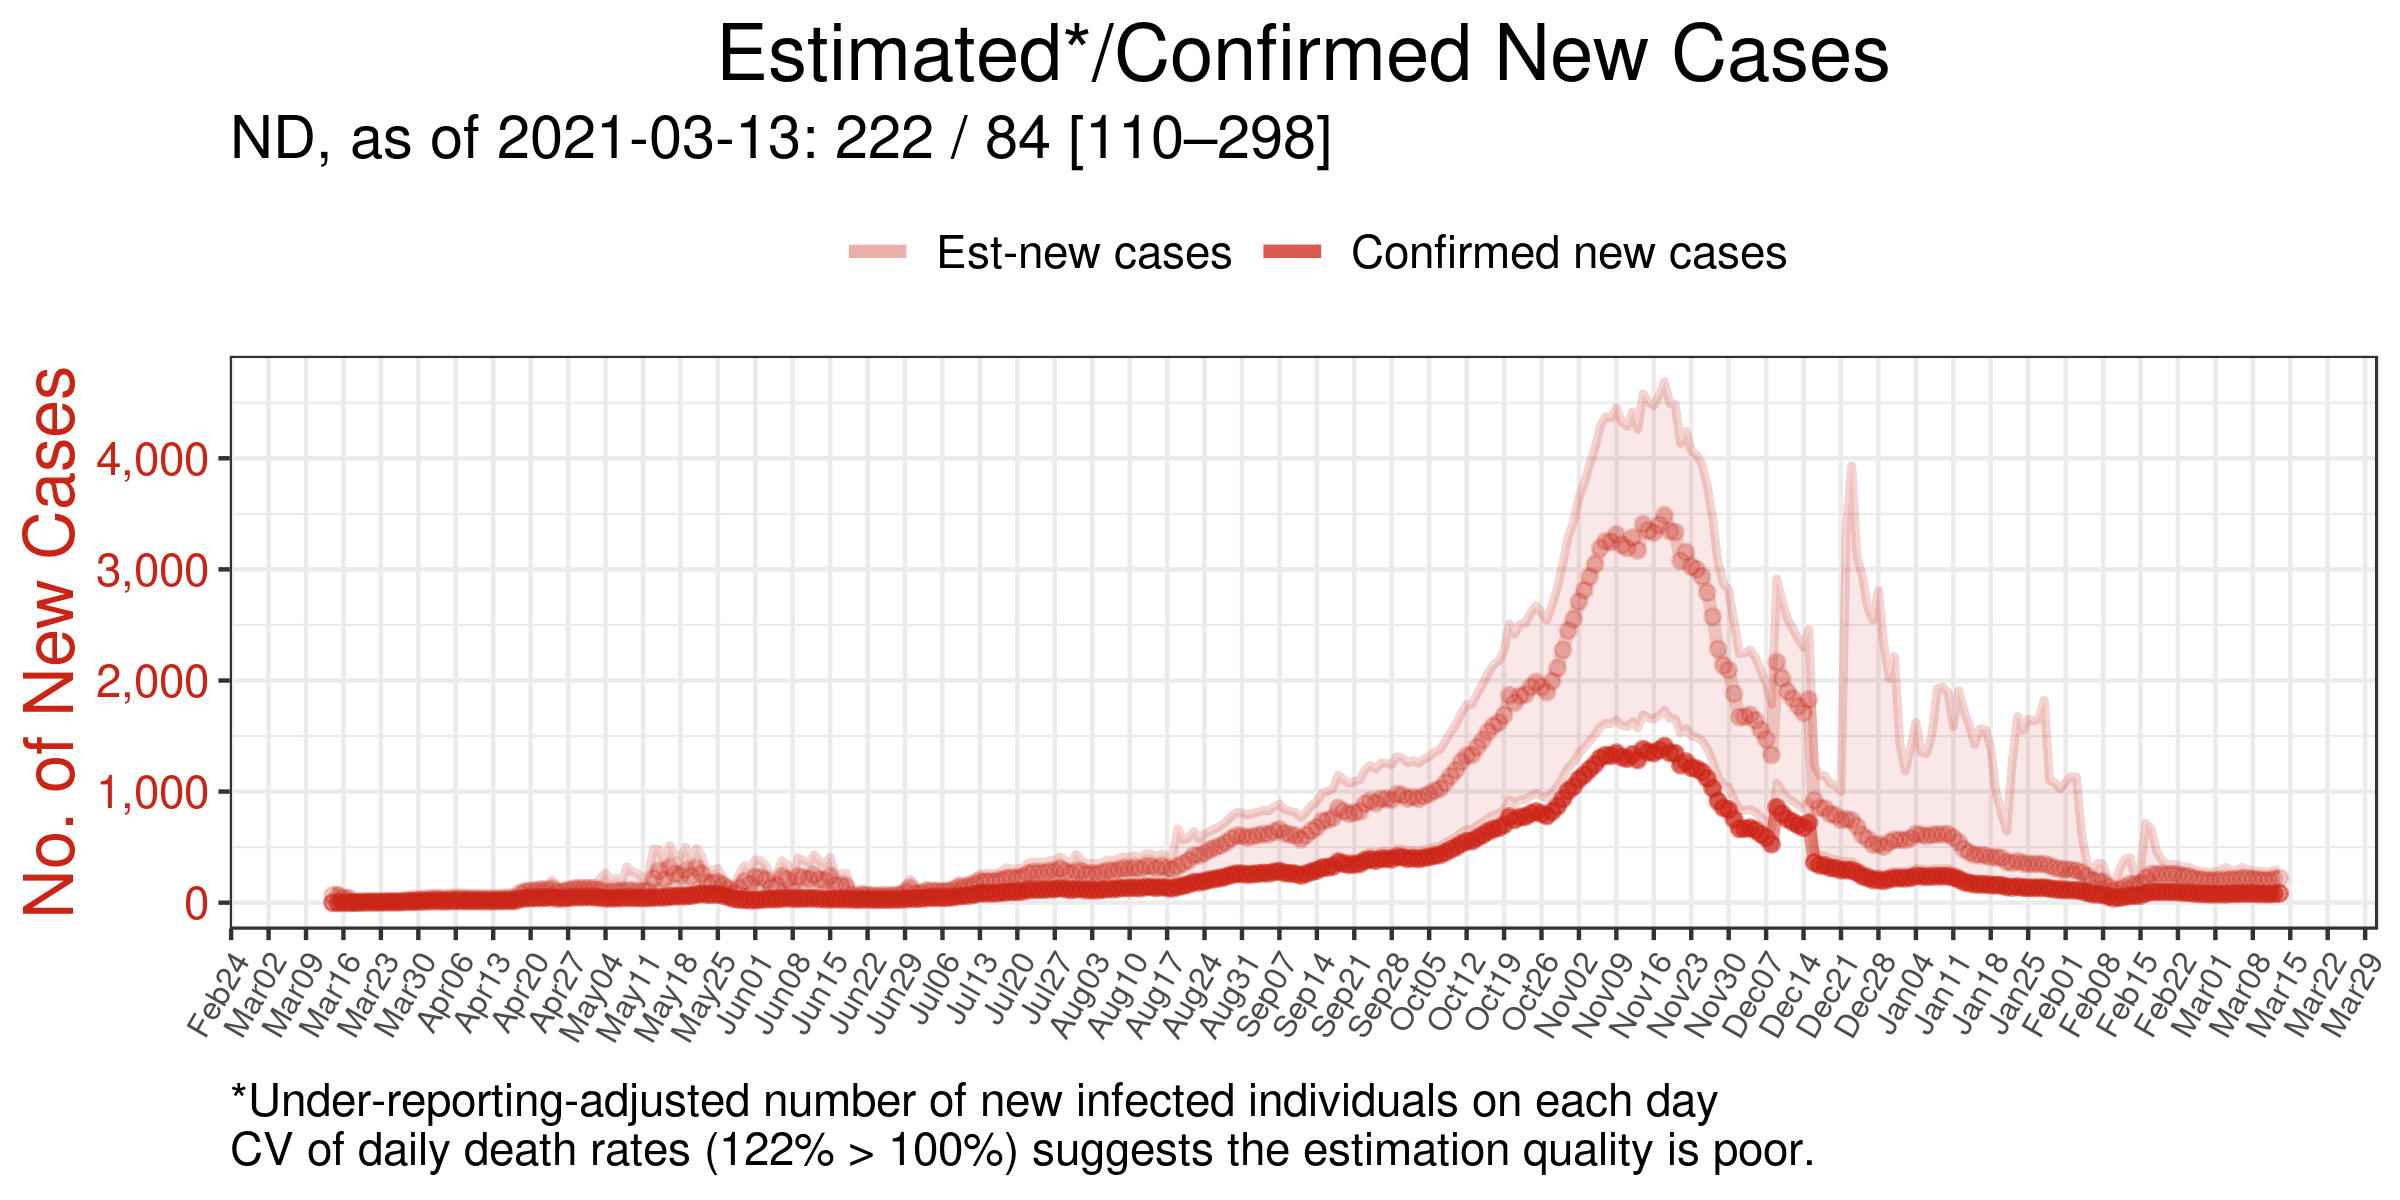 Estimated*/Confirmed New Cases
ND, as of 2021-03-13: 222 / 84 [110–298]
Est-new cases Confirmed new cases
No. of New Cases
4,000
3,000
2,000
1,000
0
Feb24 Mar02 Mar09 Mar16 Mar23 Mar30 Apr06 Apr13 Apr20 Apr27 May04 May11 May18 May25 Jun01 Jun08 Jun15 Jun22 Jun29 Jul06 Jul13 Jul20 Jul27 Aug03 Aug10 Aug17 Aug24 Aug31 Sep07 Sep14 Sep21 Sep28 Oct05 Oct12 Oct19 Oct26 Nov02 Nov09 Nov16 Nov23 Nov30 Dec07 Dec14 Dec21 Dec28 Jan04 Jan11 Jan18 Jan25 Feb01 Feb08 Feb15 Feb22 Mar01 Mar08 Mar15 Mar22 Mar29
*Under-reporting-adjusted number of new infected individuals on each day
CV of daily death rates (122% > 100%) suggests the estimation quality is poor.